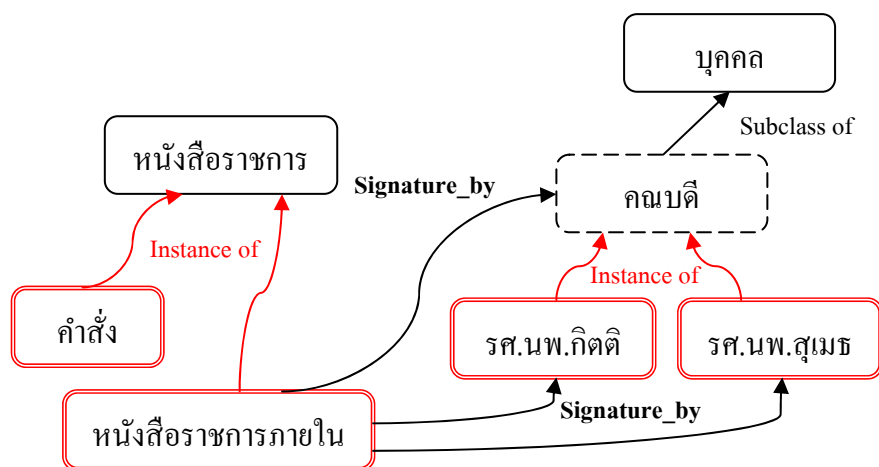 บุคคล
Subclass of
หนังสือราชการ
Signature_by
คณบดี
Instance of
Instance of
คำสั่ง
รศ.นพ.กิตติ
รศ.นพ.สุเมธ
Signature_by
หนังสือราชการภายใน